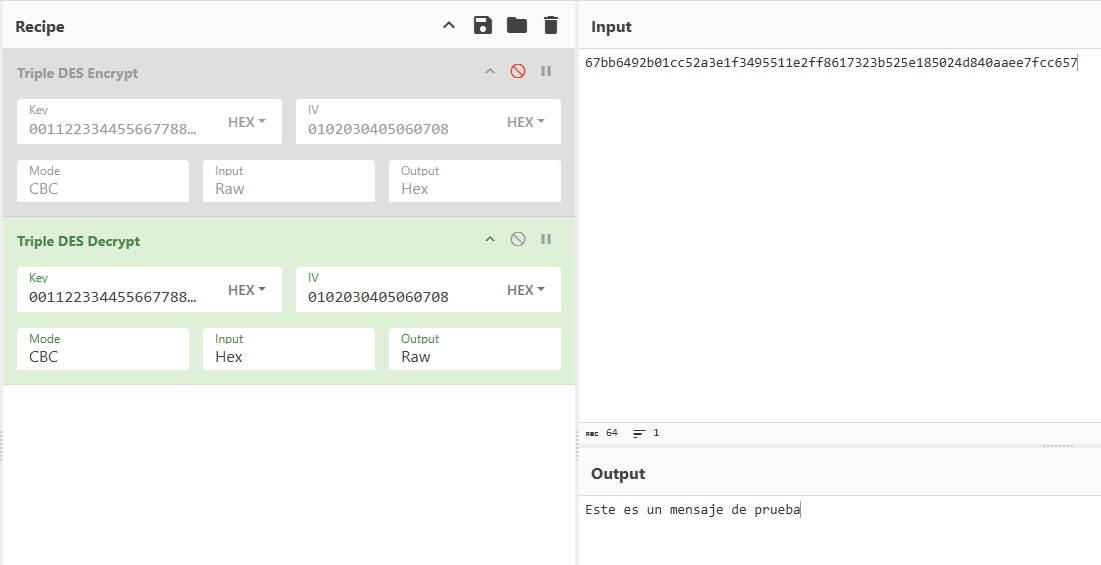 Recipe
Triple DES Encrypt
Key
001122334455667788...
HEX
IV
0102030405060708
HEX
Mode
CBC
Input
Raw
Output
Hex
Triple DES Decrypt
Key
001122334455667788...
HEX
IV
0102030405060708
HEX
Mode
CBC
Input
Hex
Output
Raw
Input
67bb6492b01cc52a3e1f3495511e2ff8617323b525e185024d840aaee7fcc657
ABC 64 1
Output
Este es un mensaje de prueba